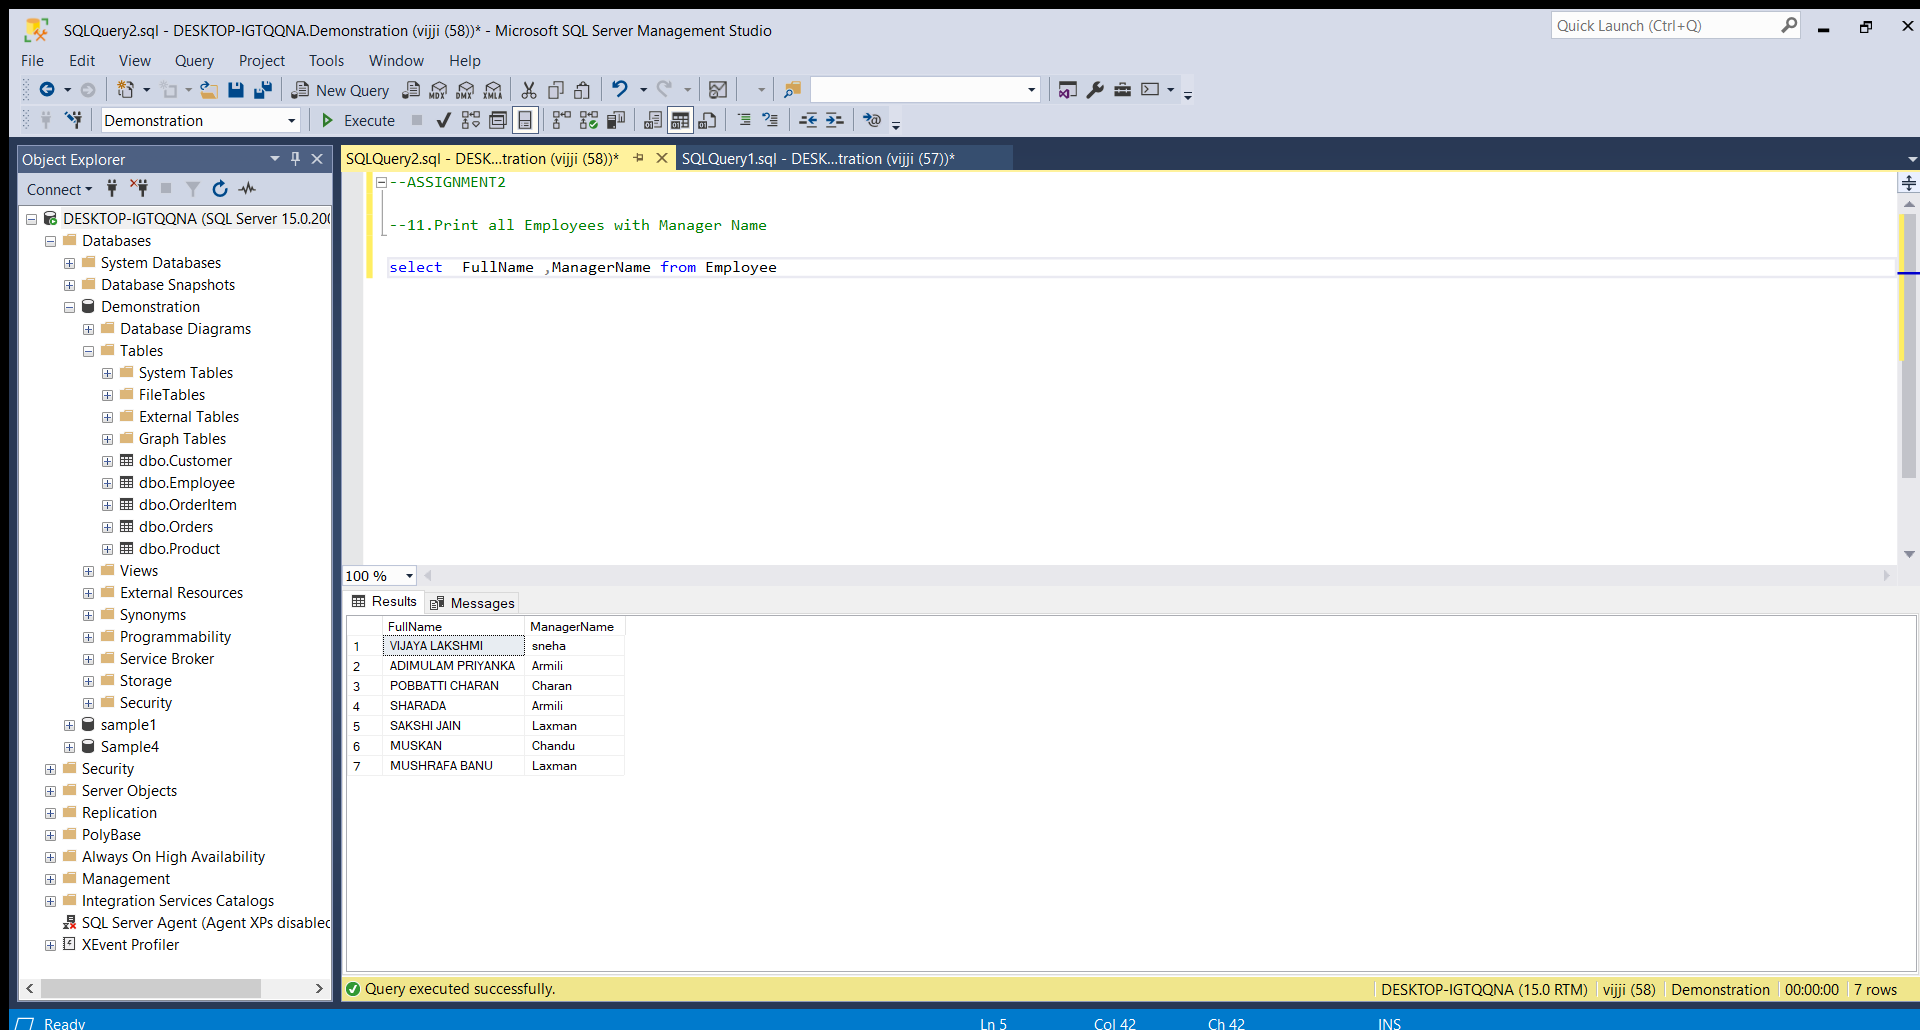 SQLQuery2.sql - DESKTOP-IGTQQNA.Demonstration (vijji (58))* - Microsoft SQL Server Management Studio
Quick Launch (Ctrl+Q)
File Edit View Query Project Tools Window Help
New Query
MDX DMX XMLA
Demonstration
Execute
Object Explorer
SQLQuery2.sql - DESK...tration (vijji (58))*
SQLQuery1.sql - DESK...tration (vijji (57))*
Connect
DESKTOP-IGTQQNA (SQL Server 15.0.200
Databases
System Databases
Database Snapshots
Demonstration
Database Diagrams
Tables
System Tables
FileTables
External Tables
Graph Tables
dbo.Customer
dbo.Employee
dbo.OrderItem
dbo.Orders
dbo.Product
Views
External Resources
Synonyms
Programmability
Service Broker
Storage
Security
sample1
Sample4
Security
Server Objects
Replication
PolyBase
Always On High Availability
Management
Integration Services Catalogs
SQL Server Agent (Agent XPs disabled
XEvent Profiler
--ASSIGNMENT2
--11.Print all Employees with Manager Name
select  FullName ,ManagerName from Employee
100 %
Results Messages
FullName ManagerName
1 VIJAYA LAKSHMI sneha
2 ADIMULAM PRIYANKA Armili
3 POBBATTI CHARAN Charan
4 SHARADA Armili
5 SAKSHI JAIN Laxman
6 MUSKAN Chandu
7 MUSHRAFA BANU Laxman
Query executed successfully.
DESKTOP-IGTQQNA (15.0 RTM) vijji (58) Demonstration 00:00:00 7 rows
Ready Ln 5 Col 42 Ch 42 INS